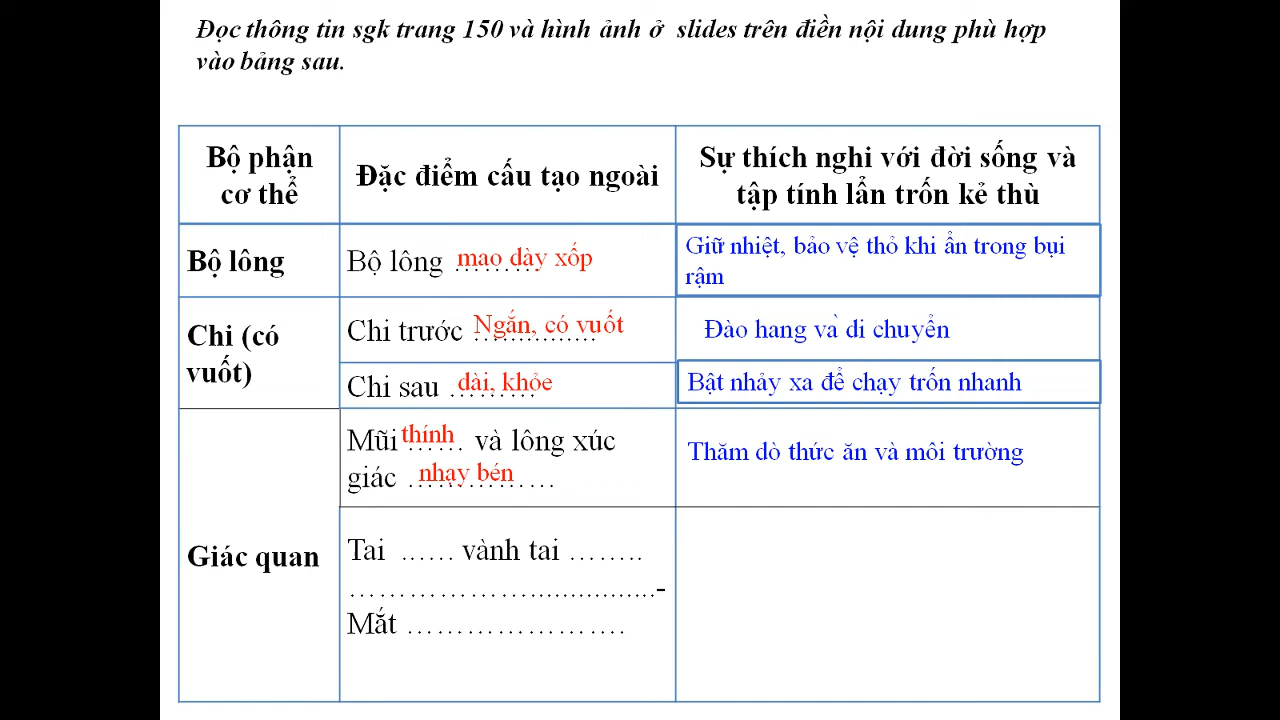 Đọc thông tin sgk trang 150 và hình ảnh ở slides trên điền nội dung phù hợp
vào bảng sau.
Bộ phận
cơ thể
Đặc điểm cấu tạo ngoài
Sự thích nghi với đời sống và
tập tính lẩn trốn kẻ thù
Bộ lông
Bộ lông ………
mao dày xốp
Giữ nhiệt, bảo vệ thỏ khi ẩn trong bụi
rậm
Chi (có
vuốt)
Chi trước ……………
Ngắn, có vuốt
Đào hang và di chuyển
Chi sau ………
dài, khỏe
Bật nhảy xa để chạy trốn nhanh
Giác quan
Mũi …… và lông xúc
thính
giác ……………
nhạy bén
Thăm dò thức ăn và môi trường
Tai …… vành tai ……..
………………................-
Mắt ………………….